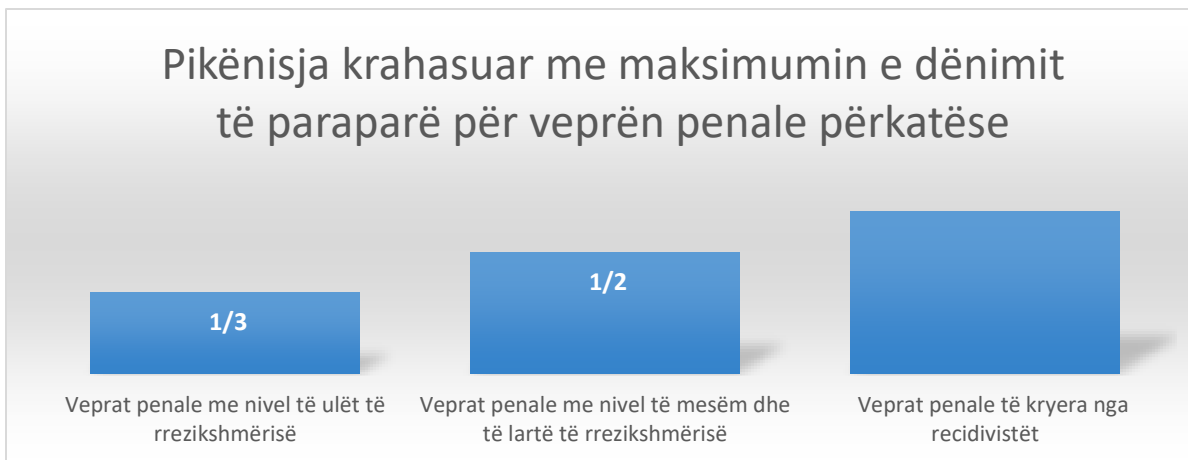 Pikënisja krahasuar me maksimumin e dënimit
të paraparë për veprën penale përkatëse
1/3
1/2
Veprat penale me nivel të ulët të
rrezikshmërisë
Veprat penale me nivel të mesëm dhe
të lartë të rrezikshmërisë
Veprat penale të kryera nga
recidivistët